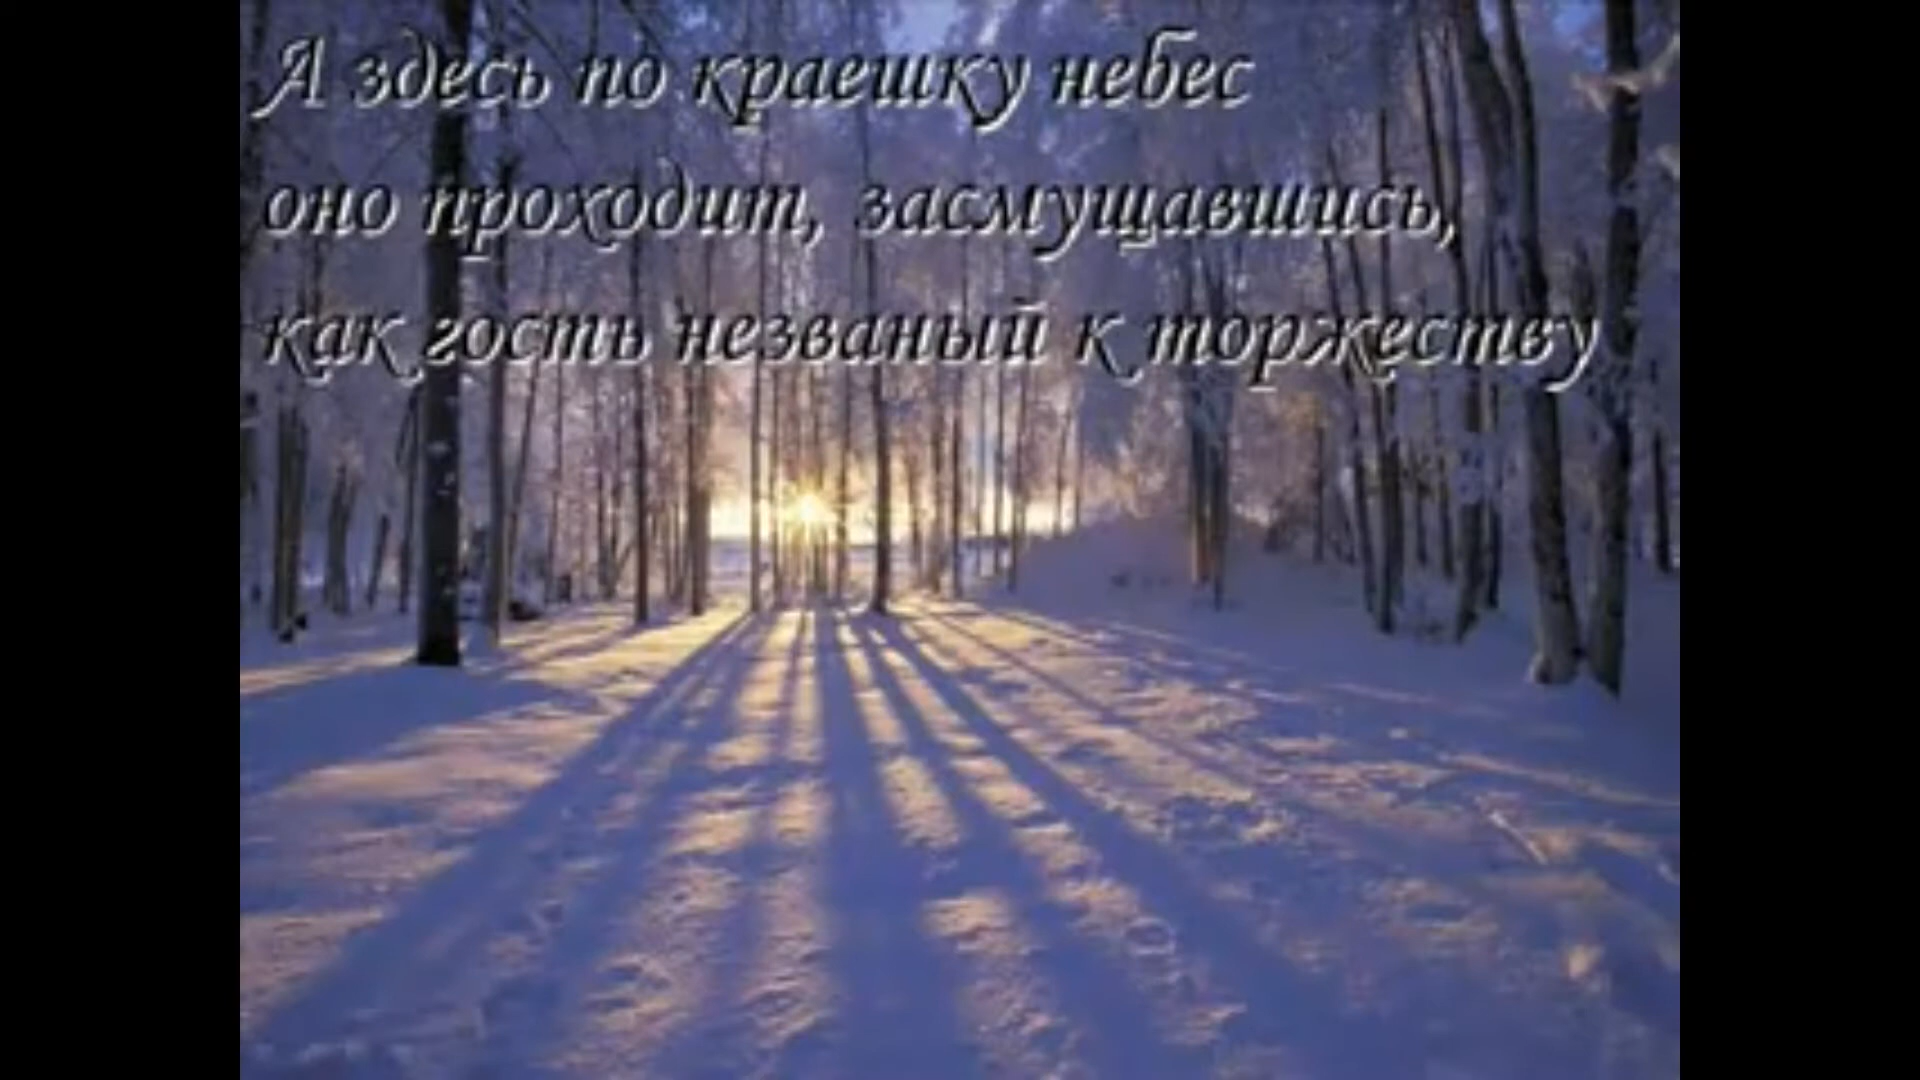 А здесь по краешку небес
оно проходит, засмущавшись,
как гость незваный к торжеству